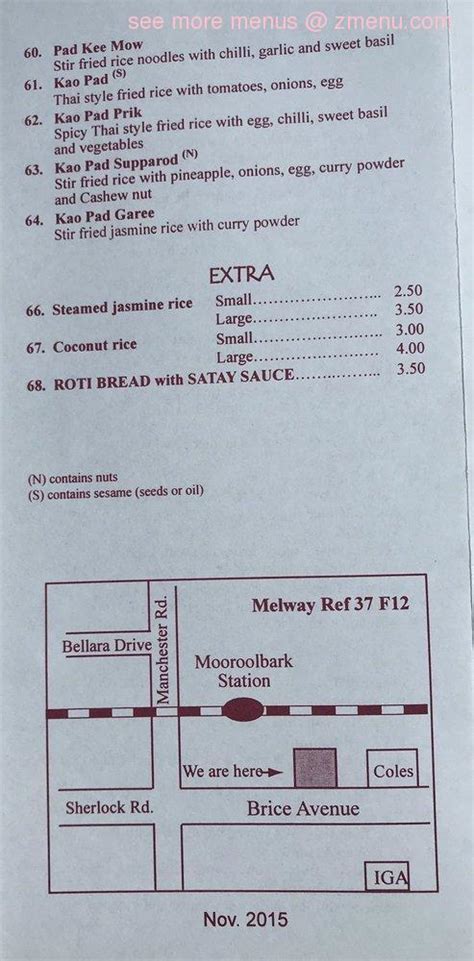 see more menus @ zmenu.com
60. Pad Kee Mow
Stir fried rice noodles with chilli, garlic and sweet basil
61. Kao Pad (S)
Thai style fried rice with tomatoes, onions, egg
62. Kao Pad Prik
Spicy Thai style fried rice with egg, chilli, sweet basil
and vegetables
63. Kao Pad Supparod (N)
Stir fried rice with pineapple, onions, egg, curry powder
and Cashew nut
64. Kao Pad Garee
Stir fried jasmine rice with curry powder
EXTRA
66. Steamed jasmine rice Small........................ 2.50
Large........................ 3.50
67. Coconut rice Small........................ 3.00
Large........................ 4.00
68. ROTI BREAD with SATAY SAUCE................ 3.50
(N) contains nuts
(S) contains sesame (seeds or oil)
Melway Ref 37 F12
Manchester Rd.
Bellara Drive
Mooroolbark
Station
We are here
Coles
Sherlock Rd.
Brice Avenue
IGA
Nov. 2015